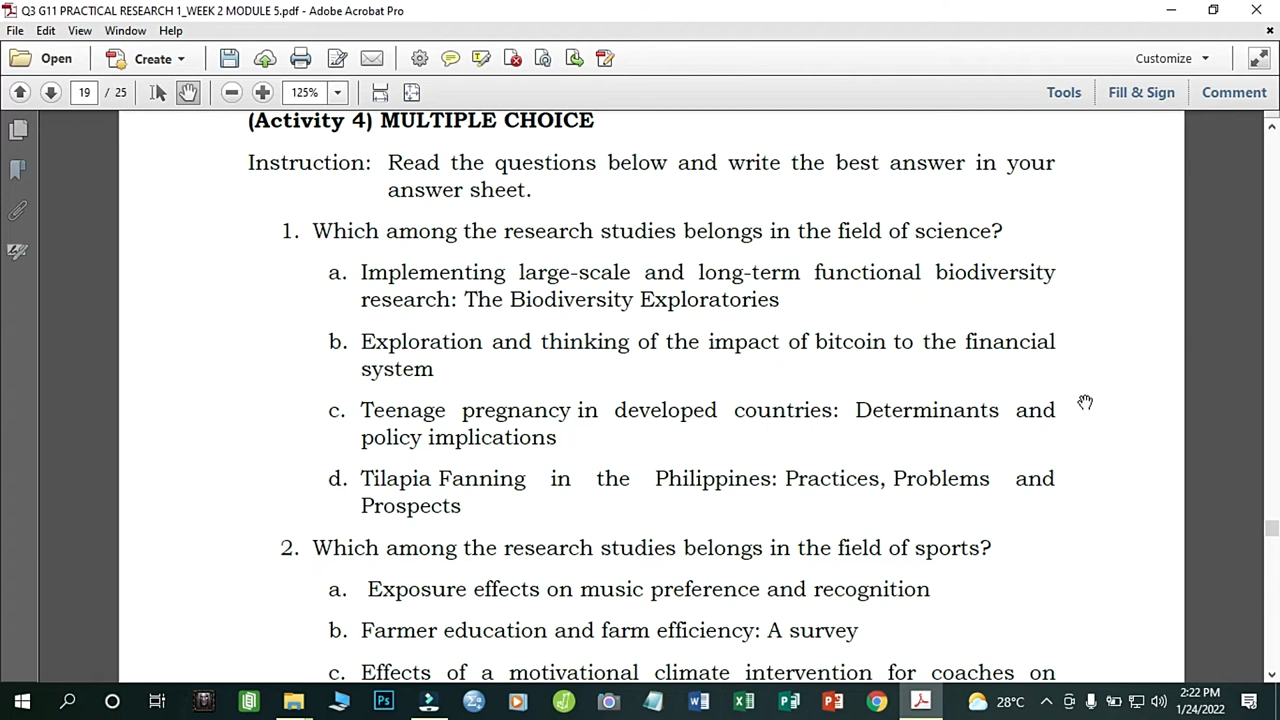 Q3 G11 PRACTICAL RESEARCH 1_WEEK 2 MODULE 5.pdf - Adobe Acrobat Pro
File Edit View Window Help
Open Create Customize
19 / 25 125% Tools Fill & Sign Comment
(Activity 4) MULTIPLE CHOICE
Instruction: Read the questions below and write the best answer in your
answer sheet.
1. Which among the research studies belongs in the field of science?
a. Implementing large-scale and long-term functional biodiversity
research: The Biodiversity Exploratories
b. Exploration and thinking of the impact of bitcoin to the financial
system
c. Teenage pregnancy in developed countries: Determinants and
policy implications
d. Tilapia Fanning in the Philippines: Practices, Problems and
Prospects
2. Which among the research studies belongs in the field of sports?
a. Exposure effects on music preference and recognition
b. Farmer education and farm efficiency: A survey
c. Effects of a motivational climate intervention for coaches on
28°C 2:22 PM
1/24/2022